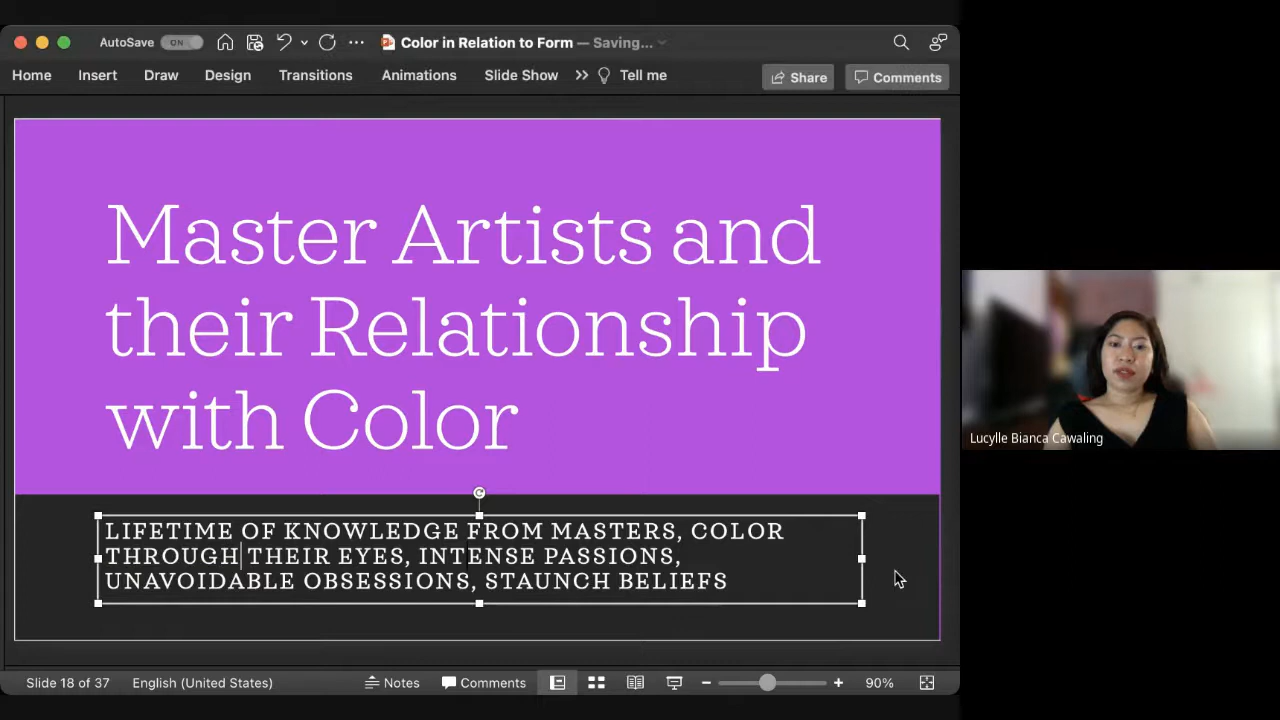 AutoSave ON Color in Relation to Form — Saving...
Home Insert Draw Design Transitions Animations Slide Show Tell me Share Comments
Master Artists and
their Relationship
with Color
LIFETIME OF KNOWLEDGE FROM MASTERS, COLOR
THROUGH THEIR EYES, INTENSE PASSIONS,
UNAVOIDABLE OBSESSIONS, STAUNCH BELIEFS
Lucylle Bianca Cawaling
Slide 18 of 37 English (United States) Notes Comments 90%